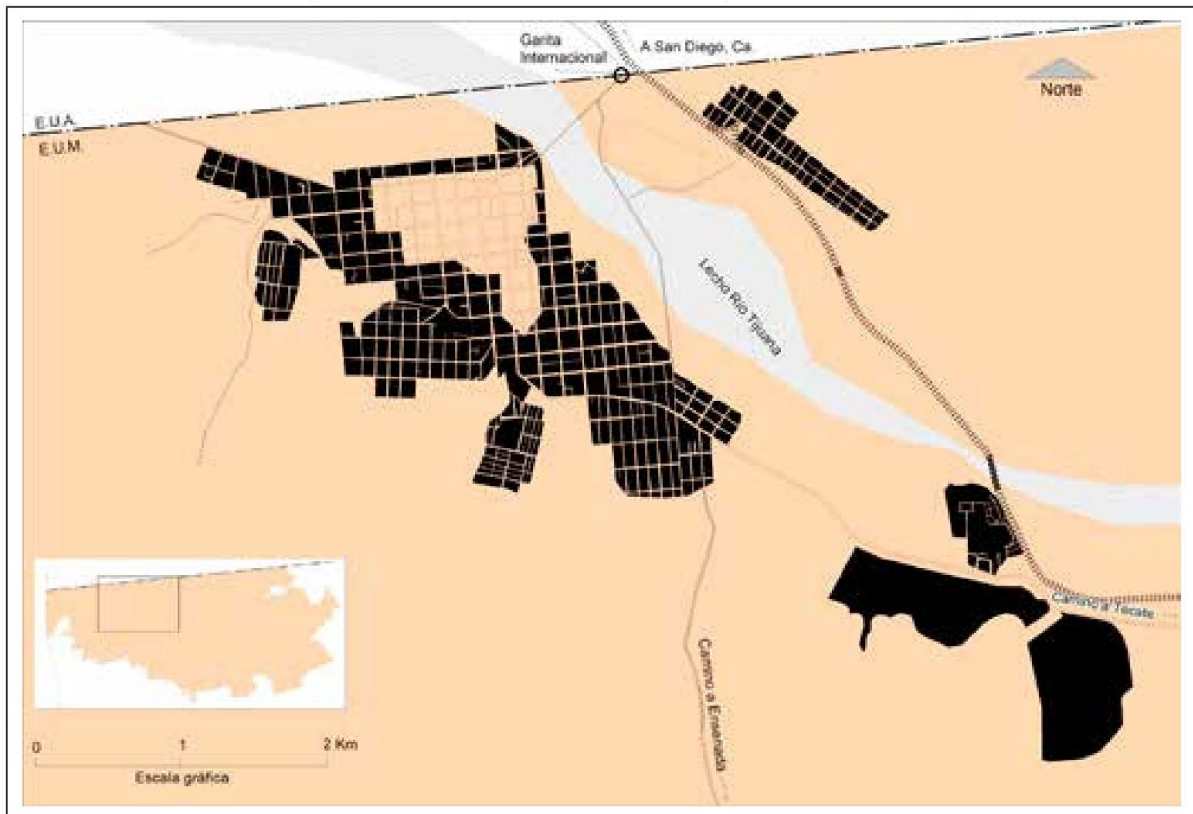 Garita
Internacional
A San Diego, Ca.
Norte
E.U.A.
E.U.M.
Lecho Río Tijuana
Camino a Tecate
Camino a Ensenada
0 1 2 Km
Escala gráfica